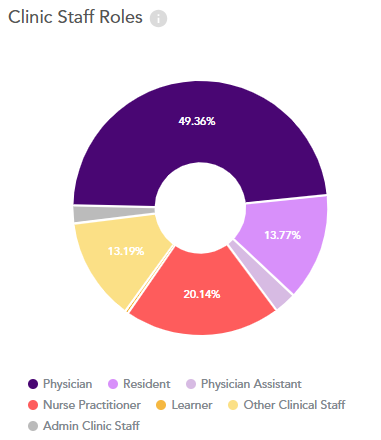 Clinic Staff Roles i
49.36%
13.77%
13.19%
20.14%
Physician Resident Physician Assistant
Nurse Practitioner Learner Other Clinical Staff
Admin Clinic Staff